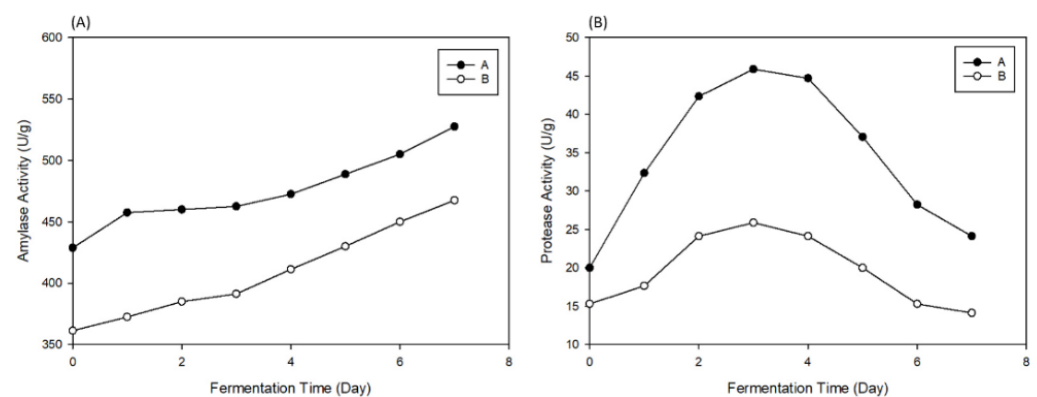 (A)
600
550
500
450
400
350
0
2
4
6
8
Amylase Activity (U/g)
Fermentation Time (Day)
A
B
(B)
50
45
40
35
30
25
20
15
10
0
2
4
6
8
Protease Activity (U/g)
Fermentation Time (Day)
A
B